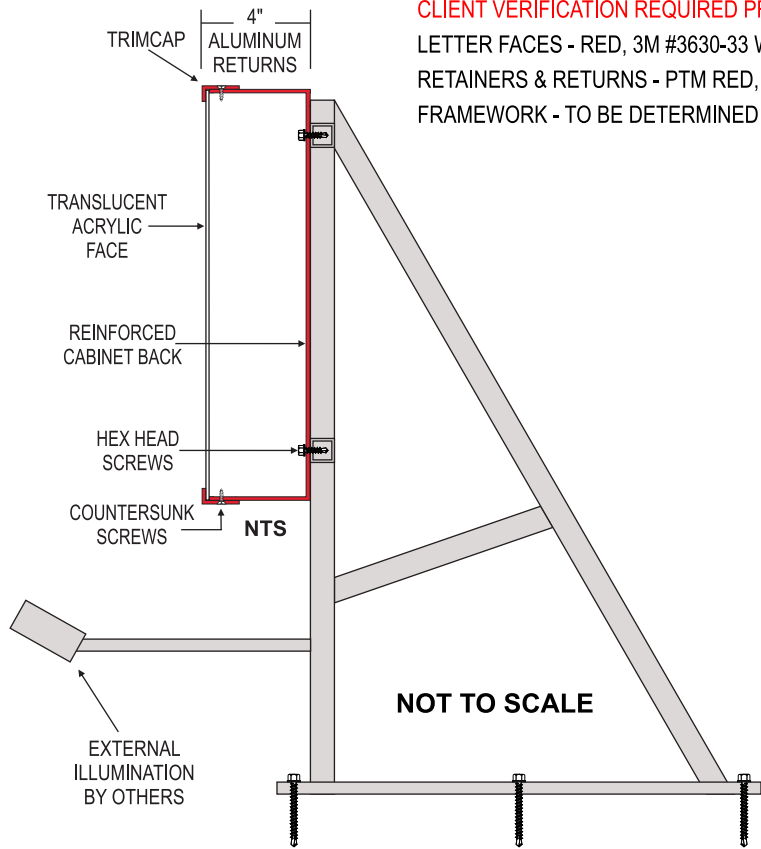 CLIENT VERIFICATION REQUIRED
LETTER FACES - RED, 3M #3630-33
RETAINERS & RETURNS - PTM RED,
FRAMEWORK - TO BE DETERMINED
4"
ALUMINUM
RETURNS
TRIMCAP
TRANSLUCENT
ACRYLIC
FACE
REINFORCED
CABINET BACK
HEX HEAD
SCREWS
COUNTERSUNK
SCREWS
NTS
NOT TO SCALE
EXTERNAL
ILLUMINATION
BY OTHERS